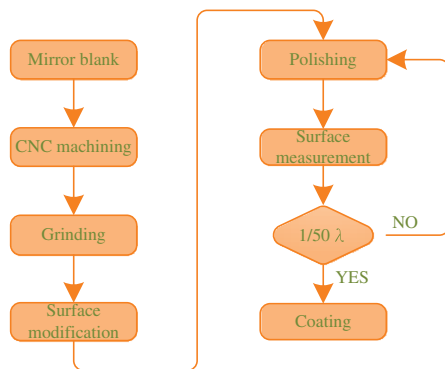 Mirror blank
CNC machining
Grinding
Surface
modification
Polishing
Surface
measurement
1/50 λ
NO
YES
Coating